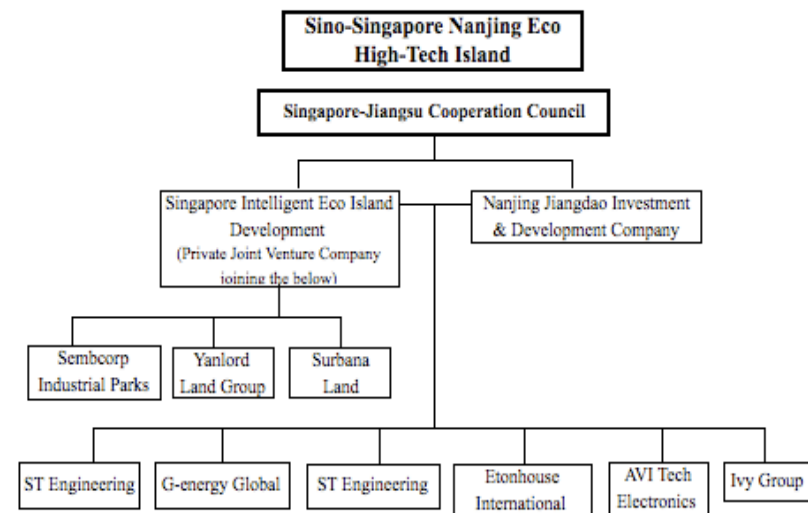 Sino-Singapore Nanjing Eco
High-Tech Island
Singapore-Jiangsu Cooperation Council
Singapore Intelligent Eco Island
Development
(Private Joint Venture Company
joining the below)
Nanjing Jiangdao Investment
& Development Company
Sembcorp
Industrial Parks
Yanlord
Land Group
Surbana
Land
ST Engineering
G-energy Global
ST Engineering
Etonhouse
International
AVI Tech
Electronics
Ivy Group